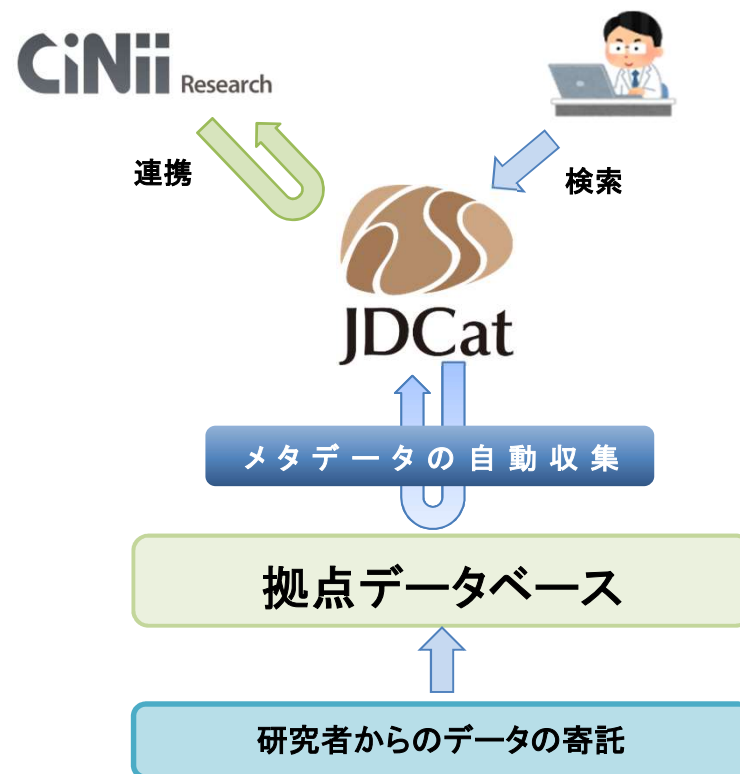 CiNii Research
連携
検索
JDCat
メタデータの自動収集
拠点データベース
研究者からのデータの寄託